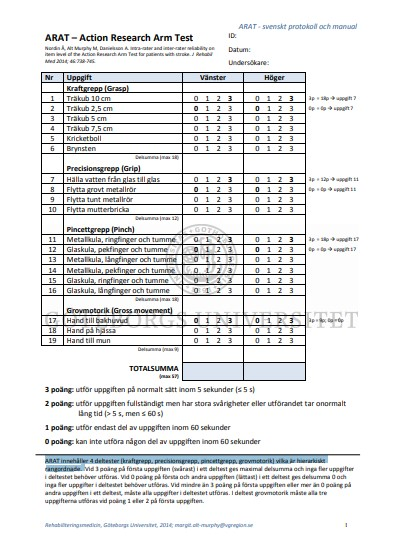 ARAT - svenskt protokoll och manual
ARAT – Action Research Arm Test
ID:
Nordin Å, Alt Murphy M, Danielsson A. Intra-rater and inter-rater reliability on
item level of the Action Research Arm Test for patients with stroke. J Rehabil
Med 2014; 46:738-745.
Datum:
Undersökare:
Nr Uppgift Vänster Höger
Kraftgrepp (Grasp)
1 Träkub 10 cm 0 1 2 3 0 1 2 3 3p = 18p → uppgift 7
2 Träkub 2,5 cm 0 1 2 3 0 1 2 3 0p = 0p → uppgift 7
3 Träkub 5 cm 0 1 2 3 0 1 2 3
4 Träkub 7,5 cm 0 1 2 3 0 1 2 3
5 Kricketboll 0 1 2 3 0 1 2 3
6 Brynsten 0 1 2 3 0 1 2 3
Delsumma (max 18)
Precisionsgrepp (Grip)
7 Hälla vatten från glas till glas 0 1 2 3 0 1 2 3 3p = 12p → uppgift 11
8 Flytta grovt metallrör 0 1 2 3 0 1 2 3 0p = 0p → uppgift 11
9 Flytta tunt metallrör 0 1 2 3 0 1 2 3
10 Flytta mutterbricka 0 1 2 3 0 1 2 3
Delsumma (max 12)
Pincettgrepp (Pinch)
11 Metallkula, ringfinger och tumme 0 1 2 3 0 1 2 3 3p = 18p → uppgift 17
12 Glaskula, pekfinger och tumme 0 1 2 3 0 1 2 3 0p = 0p → uppgift 17
13 Metallkula, långfinger och tumme 0 1 2 3 0 1 2 3
14 Metallkula, pekfinger och tumme 0 1 2 3 0 1 2 3
15 Glaskula, ringfinger och tumme 0 1 2 3 0 1 2 3
16 Glaskula, långfinger och tumme 0 1 2 3 0 1 2 3
Delsumma (max 18)
Grovmotorik (Gross movement)
17 Hand till bakhuvud 0 1 2 3 0 1 2 3 3p = 9p; 0p = 0p
18 Hand på hjässa 0 1 2 3 0 1 2 3
19 Hand till mun 0 1 2 3 0 1 2 3
Delsumma (max 9)
TOTALSUMMA
(max 57)
3 poäng: utför uppgiften på normalt sätt inom 5 sekunder (≤ 5 s)
2 poäng: utför uppgiften fullständigt men har stora svårigheter eller utförandet tar onormalt
lång tid (> 5 s, men ≤ 60 s)
1 poäng: utför endast del av uppgiften inom 60 sekunder
0 poäng: kan inte utföra någon del av uppgiften inom 60 sekunder
ARAT innehåller 4 deltester (kraftgrepp, precisionsgrepp, pincettgrepp, grovmotorik) vilka är hierarkiskt
rangordnade. Vid 3 poäng på första uppgiften (svårast) i ett deltest ges maximal delsumma och inga fler uppgifter
i deltestet behöver utföras. Vid 0 poäng på första och andra uppgiften (lättast) i ett deltest ges delsumma 0 och
inga fler uppgifter i deltestet behöver utföras. Vid mindre än 3 poäng på första uppgiften eller mer än 0 poäng på
andra uppgiften i ett deltest, måste alla uppgifter i deltestet utföras. I deltest grovmotorik måste alla tre
uppgifterna utföras vid 1 eller 2 poäng på första uppgiften.
Rehabiliteringsmedicin, Göteborgs Universitet, 2014; margit.alt-murphy@vgregion.se 1